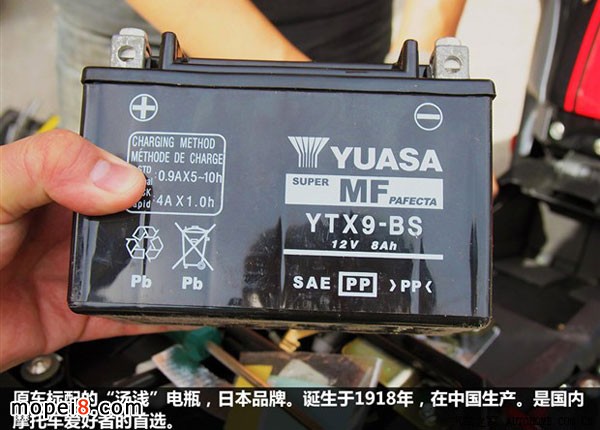 CHARGING METHOD
MÉTHODE DE CHARGE
STD 0.9AX5~10h
4A X 1.0h
YUASA
SUPER MF PAFECTA
YTX9-BS
12V 8Ah
SAE PP >PP<
Pb Pb
原车标配的“汤浅”电瓶，日本品牌。诞生于1918年，在中国生产。是国内
摩托车爱好者的首选。
mopei8.com